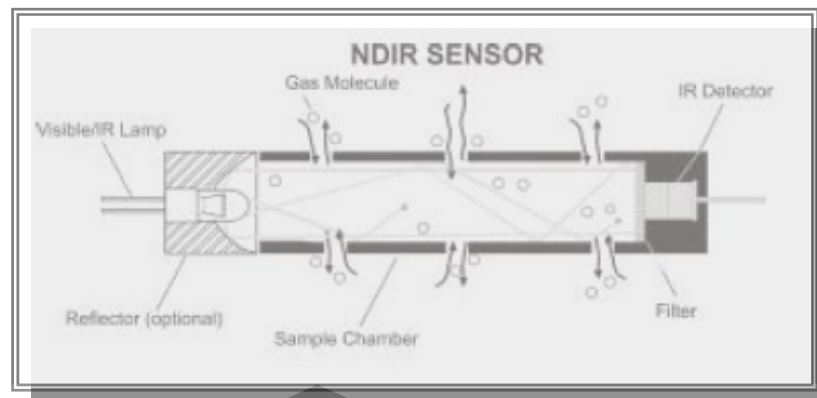 NDIR SENSOR
Gas Molecule
IR Detector
Visible/IR Lamp
Reflector (optional)
Sample Chamber
Filter